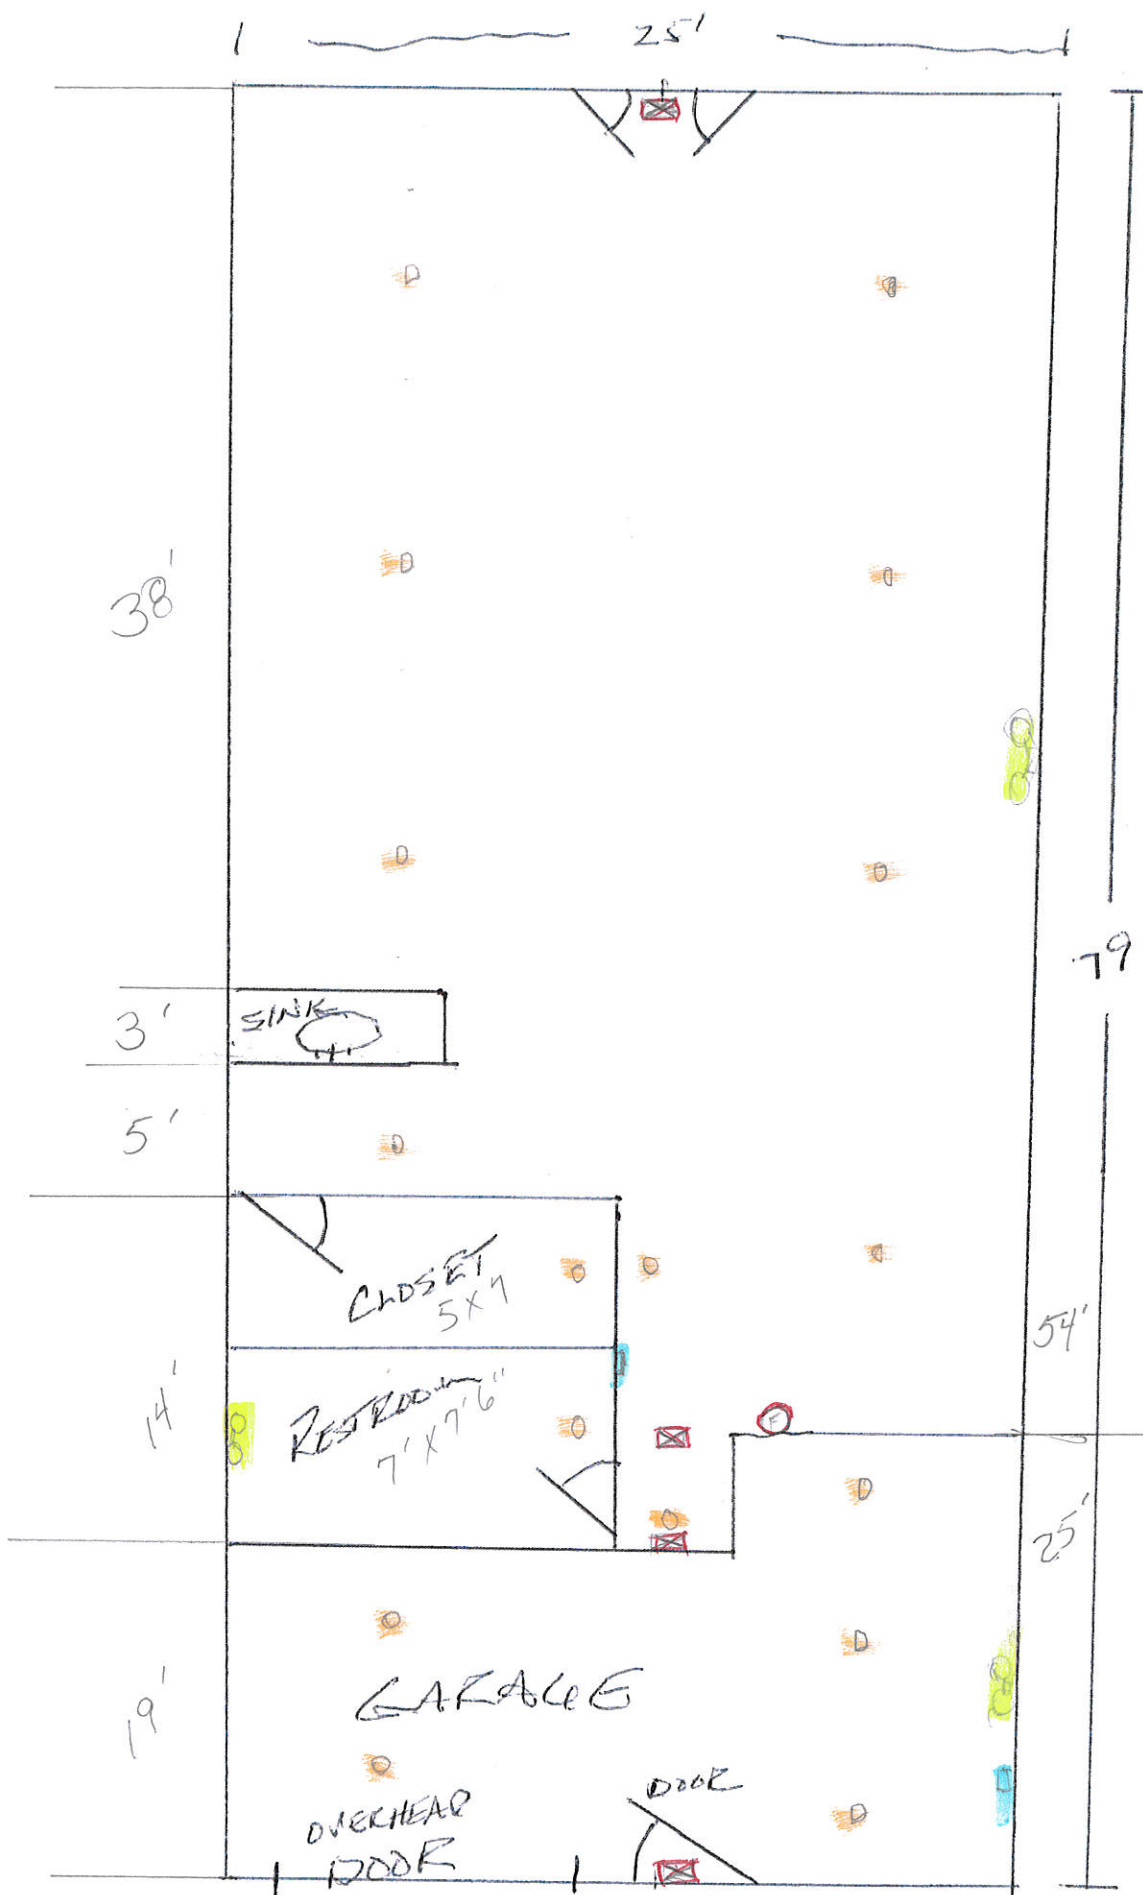 25'
38'
79
SINK
3'
5'
CLOSET
5X7
54'
14'
RESTROOM
7'X7'6"
F
25'
19'
GARAGE
DOOR
OVERHEAD
DOOR